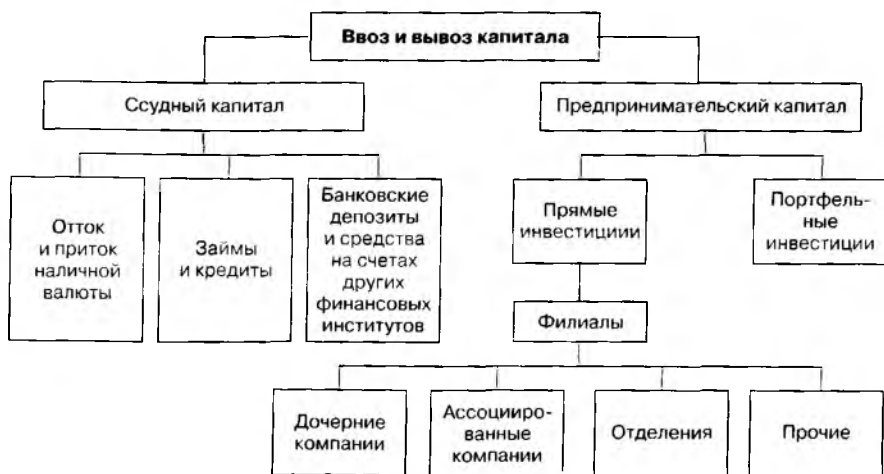 Ввоз и вывоз капитала
Ссудный капитал
Предпринимательский капитал
Отток
и приток
наличной
валюты
Займы
и кредиты
Банковские
депозиты
и средства
на счетах
других
финансовых
институтов
Прямые
инвестициии
Портфель-
ные
инвестиции
Филиалы
Дочерние
компании
Ассоцииро-
ванные
компании
Отделения
Прочие